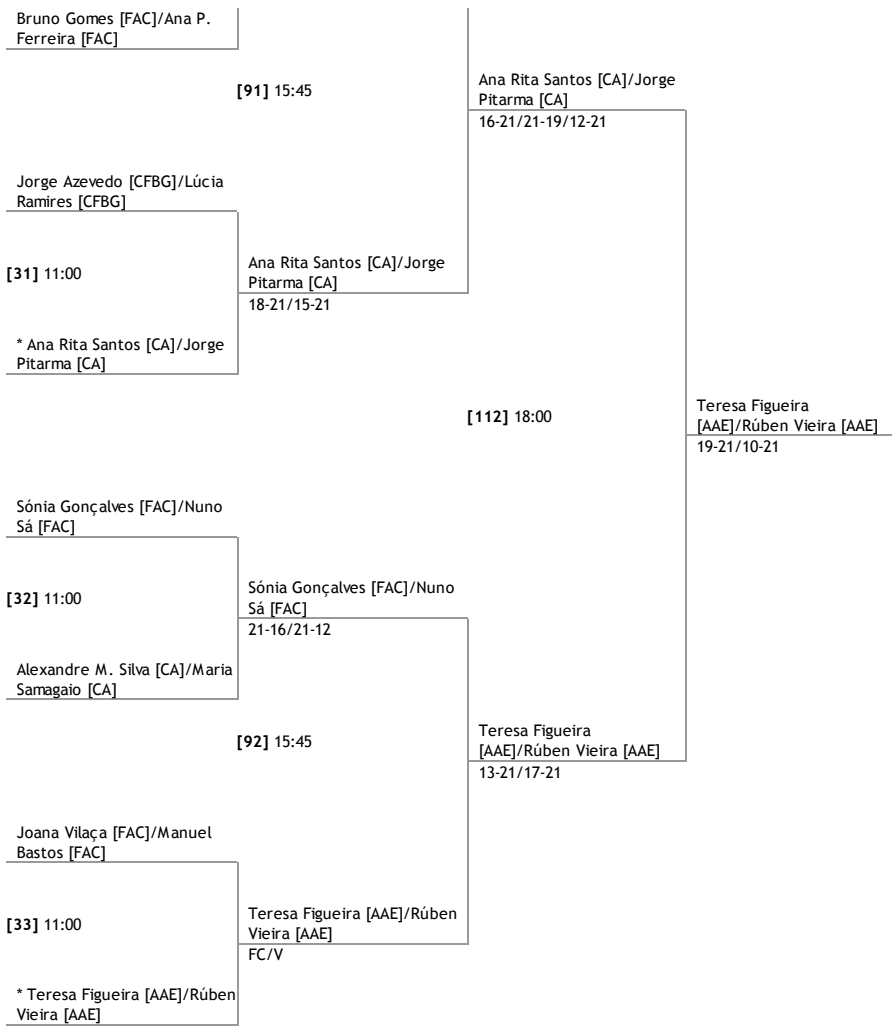 Bruno Gomes [FAC]/Ana P.
Ferreira [FAC]
[91] 15:45
Ana Rita Santos [CA]/Jorge
Pitarma [CA]
16-21/21-19/12-21
Jorge Azevedo [CFBG]/Lúcia
Ramires [CFBG]
[31] 11:00
Ana Rita Santos [CA]/Jorge
Pitarma [CA]
18-21/15-21
* Ana Rita Santos [CA]/Jorge
Pitarma [CA]
[112] 18:00
Teresa Figueira
[AAE]/Rúben Vieira [AAE]
19-21/10-21
Sónia Gonçalves [FAC]/Nuno
Sá [FAC]
[32] 11:00
Sónia Gonçalves [FAC]/Nuno
Sá [FAC]
21-16/21-12
Alexandre M. Silva [CA]/Maria
Samagaio [CA]
[92] 15:45
Teresa Figueira
[AAE]/Rúben Vieira [AAE]
13-21/17-21
Joana Vilaça [FAC]/Manuel
Bastos [FAC]
[33] 11:00
Teresa Figueira [AAE]/Rúben
Vieira [AAE]
FC/V
* Teresa Figueira [AAE]/Rúben
Vieira [AAE]